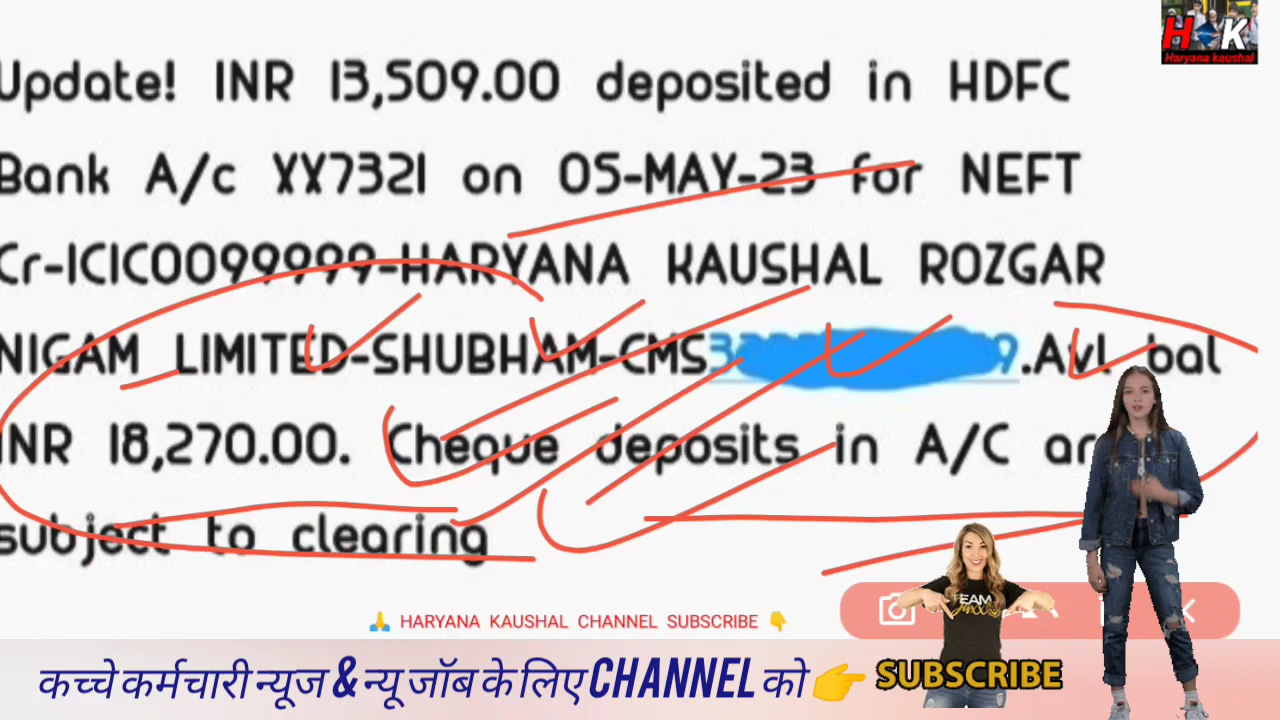 H K
Haryana kaushal
Update! INR 13,509.00 deposited in HDFC
Bank A/c XX7321 on 05-MAY-23 for NEFT
Cr-ICIC0099999-HARYANA KAUSHAL ROZGAR
NIGAM LIMITED-SHUBHAM-CMS .Avl bal
INR 18,270.00. Cheque deposits in A/C
subject to clearing
🙏 HARYANA KAUSHAL CHANNEL SUBSCRIBE 👇
TEAM
कच्चे कर्मचारी न्यूज & न्यू जॉब के लिए CHANNEL को 👉 SUBSCRIBE